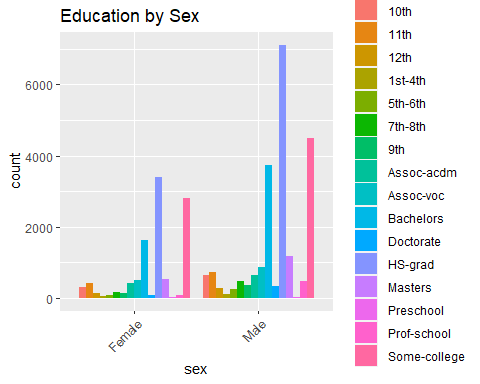 Education by Sex
6000
4000
2000
0
count
Female
Male
sex
10th
11th
12th
1st-4th
5th-6th
7th-8th
9th
Assoc-acdm
Assoc-voc
Bachelors
Doctorate
HS-grad
Masters
Preschool
Prof-school
Some-college